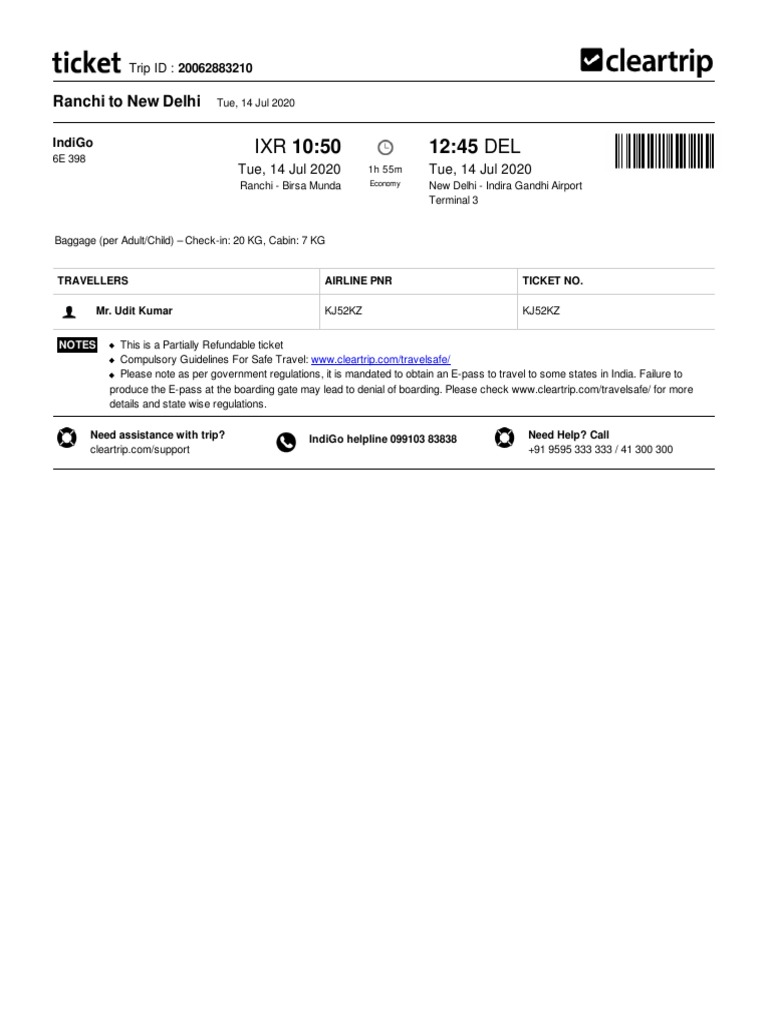 ticket Trip ID : 20062883210
cleartrip
Ranchi to New Delhi Tue, 14 Jul 2020
IndiGo
6E 398
IXR 10:50
Tue, 14 Jul 2020
Ranchi - Birsa Munda
1h 55m
Economy
12:45 DEL
Tue, 14 Jul 2020
New Delhi - Indira Gandhi Airport
Terminal 3
Baggage (per Adult/Child) – Check-in: 20 KG, Cabin: 7 KG
TRAVELLERS AIRLINE PNR TICKET NO.
Mr. Udit Kumar KJ52KZ KJ52KZ
NOTES
◆ This is a Partially Refundable ticket
◆ Compulsory Guidelines For Safe Travel: www.cleartrip.com/travelsafe/
◆ Please note as per government regulations, it is mandated to obtain an E-pass to travel to some states in India. Failure to
produce the E-pass at the boarding gate may lead to denial of boarding. Please check www.cleartrip.com/travelsafe/ for more
details and state wise regulations.
Need assistance with trip?
cleartrip.com/support
IndiGo helpline 099103 83838
Need Help? Call
+91 9595 333 333 / 41 300 300